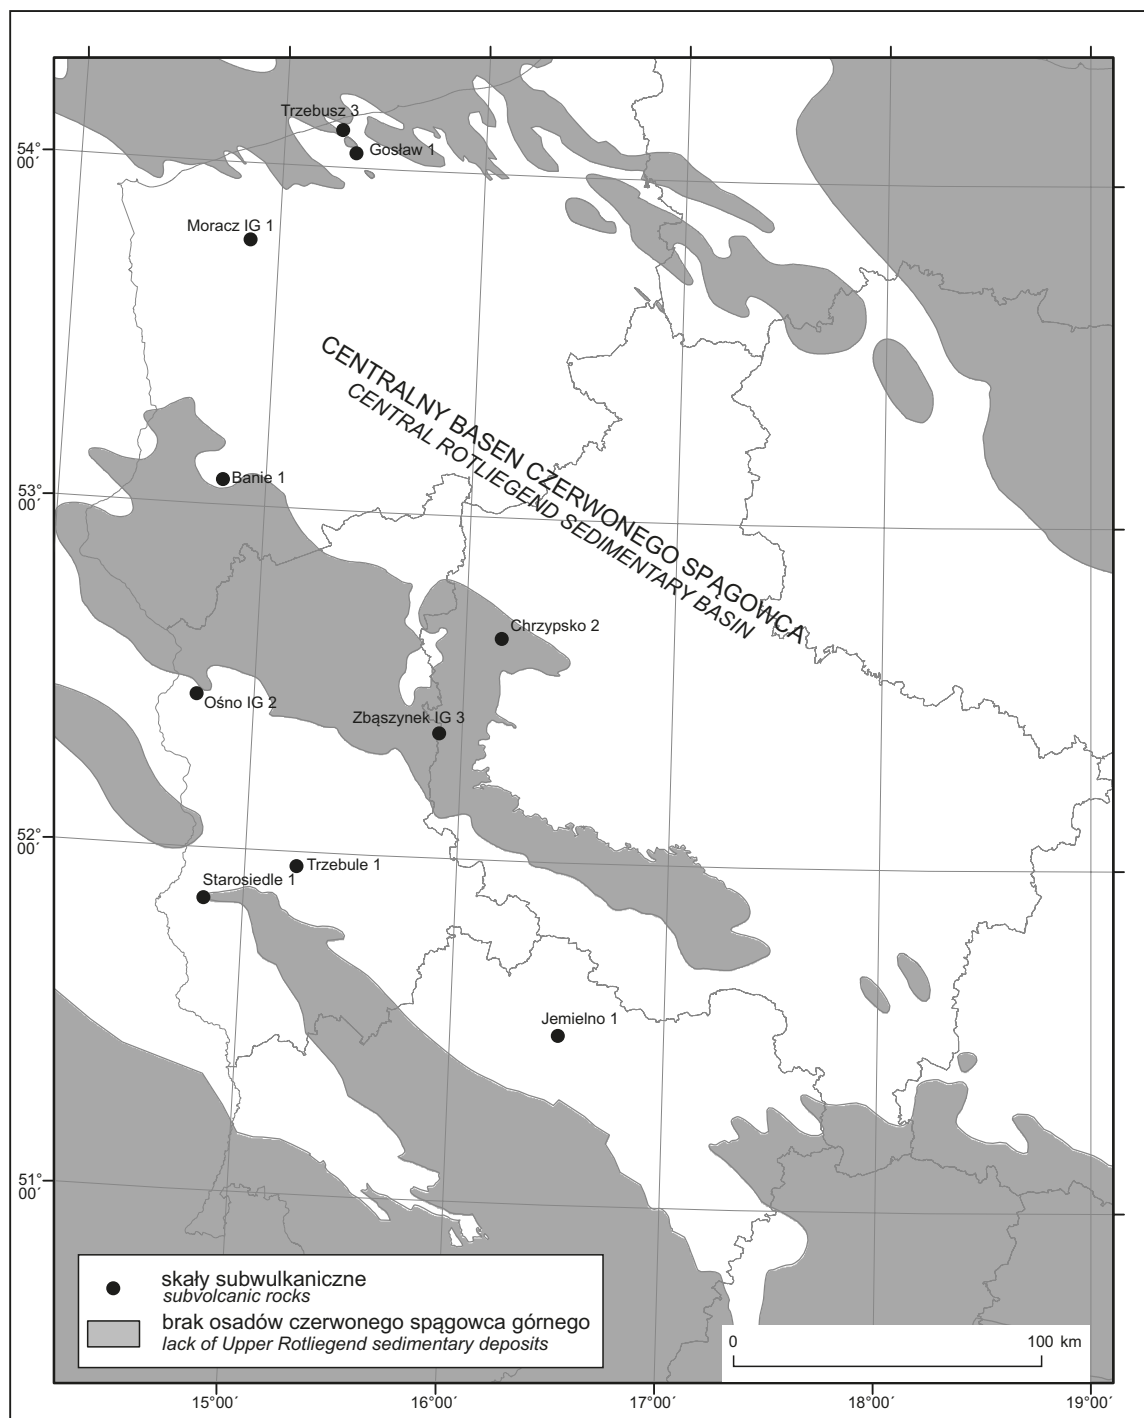 Trzebusz 3
54°
00´
Gosław 1
Moracz IG 1
CENTRALNY BASEN CZERWONEGO SPĄGOWCA
CENTRAL ROTLIEGEND SEDIMENTARY BASIN
Banie 1
53°
00´
Chrzypsko 2
Ośno IG 2
Zbąszynek IG 3
52°
00´
Trzebule 1
Starosiedle 1
Jemielno 1
51°
00´
skały subwulkaniczne
subvolcanic rocks
brak osadów czerwonego spągowca górnego
lack of Upper Rotliegend sedimentary deposits
0 100 km
15°00´ 16°00´ 17°00´ 18°00´ 19°00´